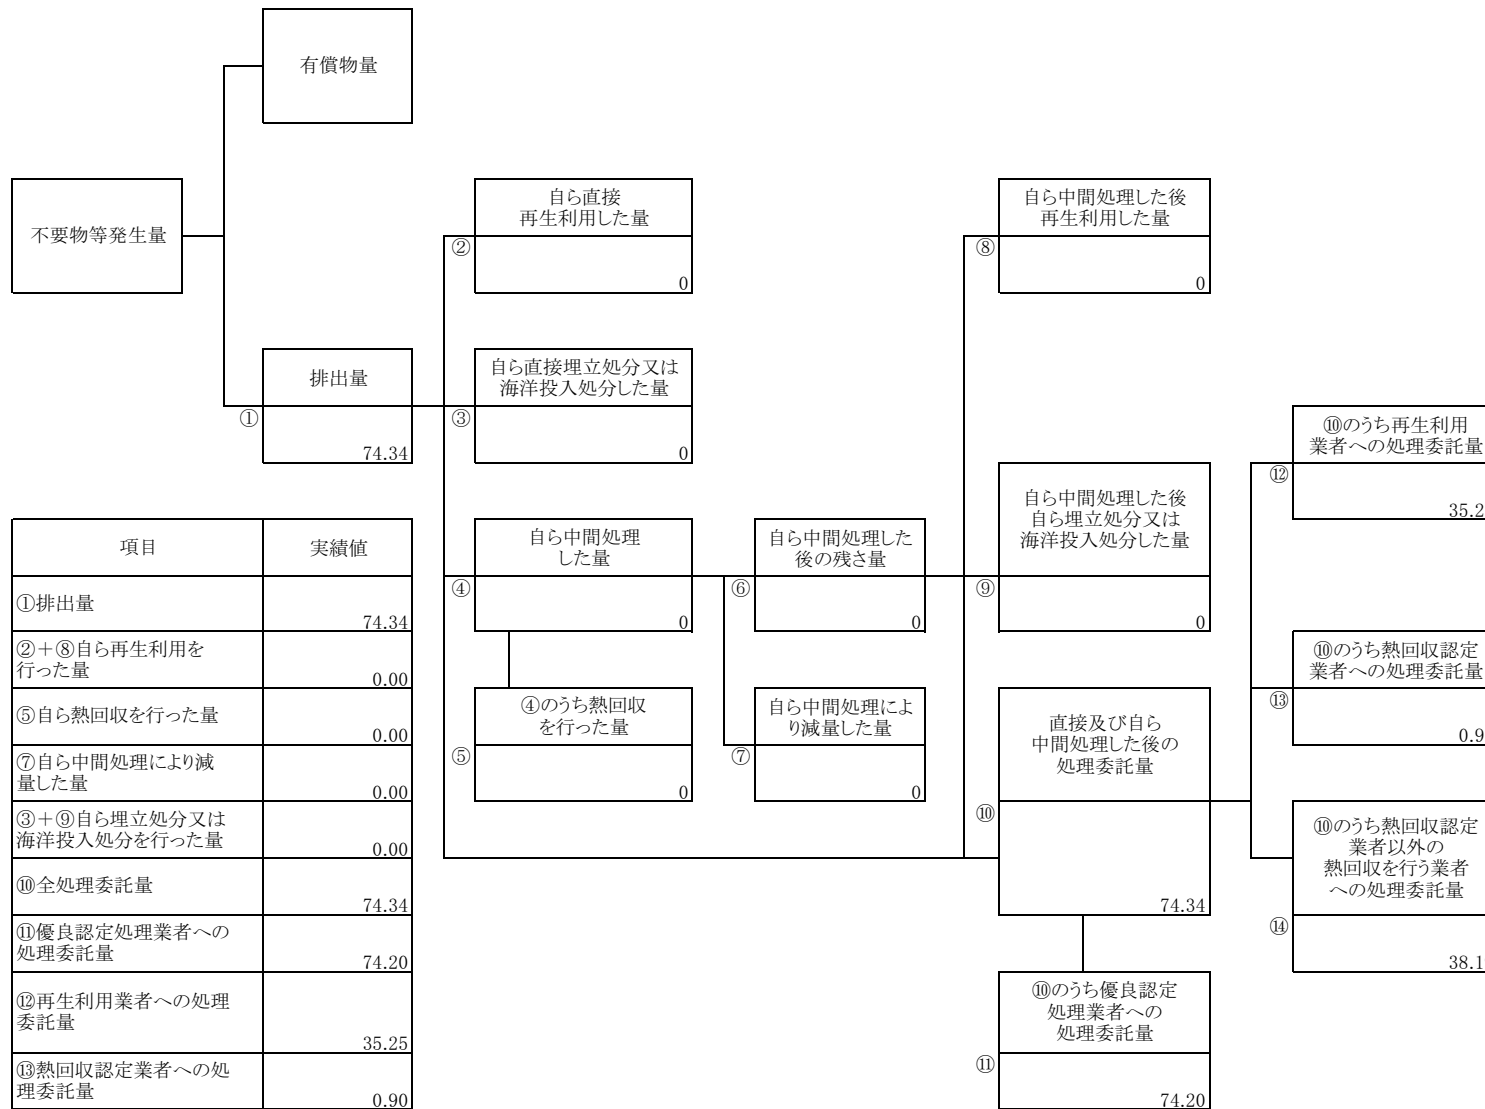 有償物量
不要物等発生量
自ら直接
再生利用した量
②
0
自ら中間処理した後
再生利用した量
⑧
0
排出量
①
74.34
自ら直接埋立処分又は
海洋投入処分した量
③
0
⑩のうち再生利用
業者への処理委託量
⑫
35.2
自ら中間処理
した量
④
0
自ら中間処理した
後の残さ量
⑥
0
自ら中間処理した後
自ら埋立処分又は
海洋投入処分した量
⑨
0
⑩のうち熱回収認定
業者への処理委託量
⑬
0.9
④のうち熱回収
を行った量
⑤
0
自ら中間処理によ
り減量した量
⑦
0
直接及び自ら
中間処理した後の
処理委託量
⑩
74.34
⑩のうち熱回収認定
業者以外の
熱回収を行う業者
への処理委託量
⑭
38.1
⑩のうち優良認定
処理業者への
処理委託量
⑪
74.20
項目 実績値
①排出量
74.34
②+⑧自ら再生利用を
行った量
0.00
⑤自ら熱回収を行った量
0.00
⑦自ら中間処理により減
量した量
0.00
③+⑨自ら埋立処分又は
海洋投入処分を行った量
0.00
⑩全処理委託量
74.34
⑪優良認定処理業者への
処理委託量
74.20
⑫再生利用業者への処理
委託量
35.25
⑬熱回収認定業者への処
理委託量
0.90